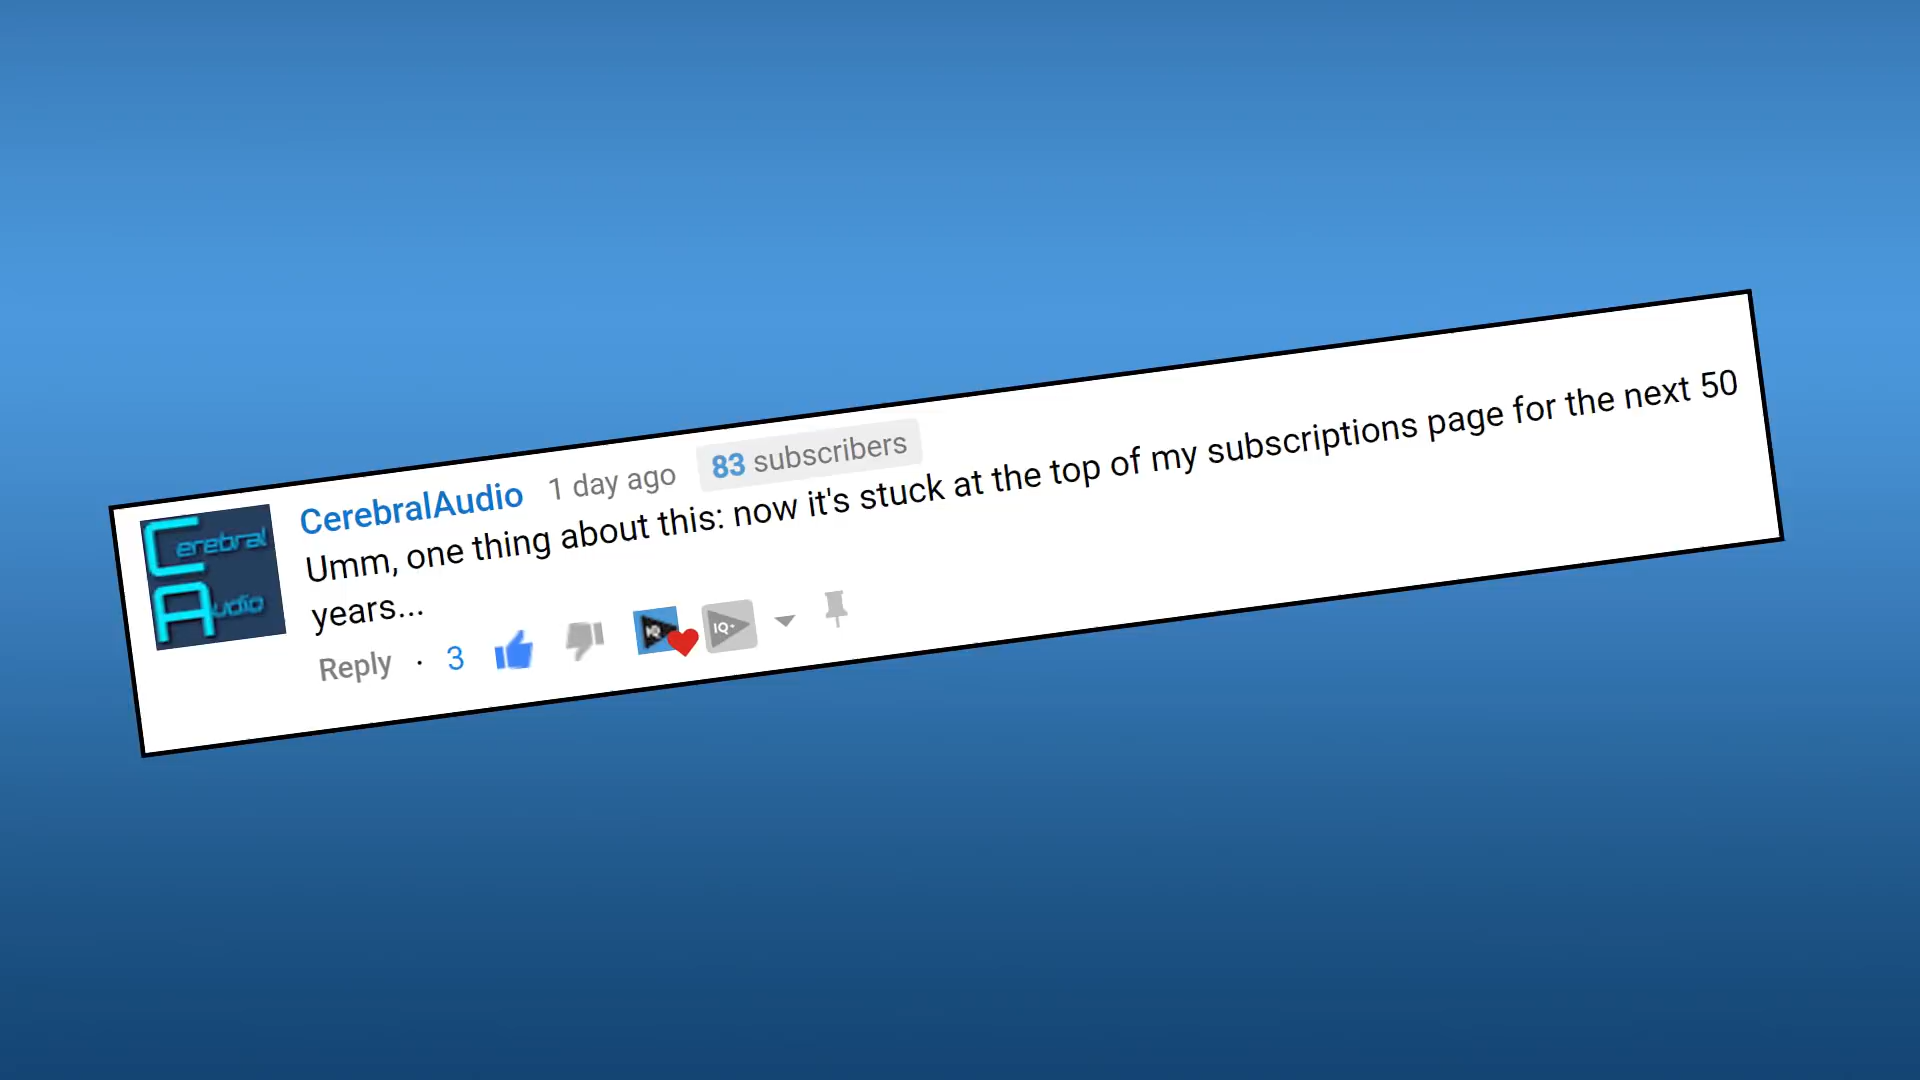 Cerebral
Audio
CerebralAudio 1 day ago 83 subscribers
Umm, one thing about this: now it's stuck at the top of my subscriptions page for the next 50
years...
Reply · 3
IQ
IQ+